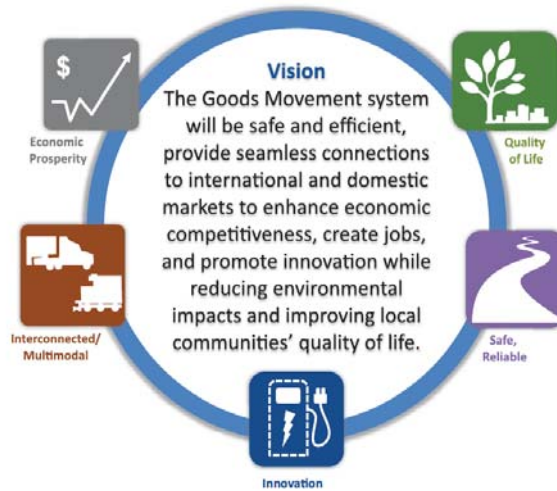 $
Economic
Prosperity
Vision
The Goods Movement system
will be safe and efficient,
provide seamless connections
to international and domestic
markets to enhance economic
competitiveness, create jobs,
and promote innovation while
reducing environmental
impacts and improving local
communities’ quality of life.
Quality
of Life
Interconnected/
Multimodal
Safe,
Reliable
Innovation